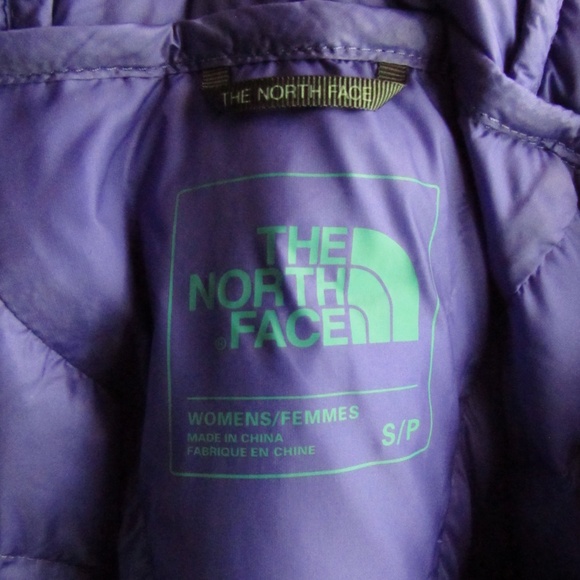 THE NORTH FACE
THE
NORTH
®FACE
WOMENS/FEMMES
MADE IN CHINA
FABRIQUE EN CHINE
S/P